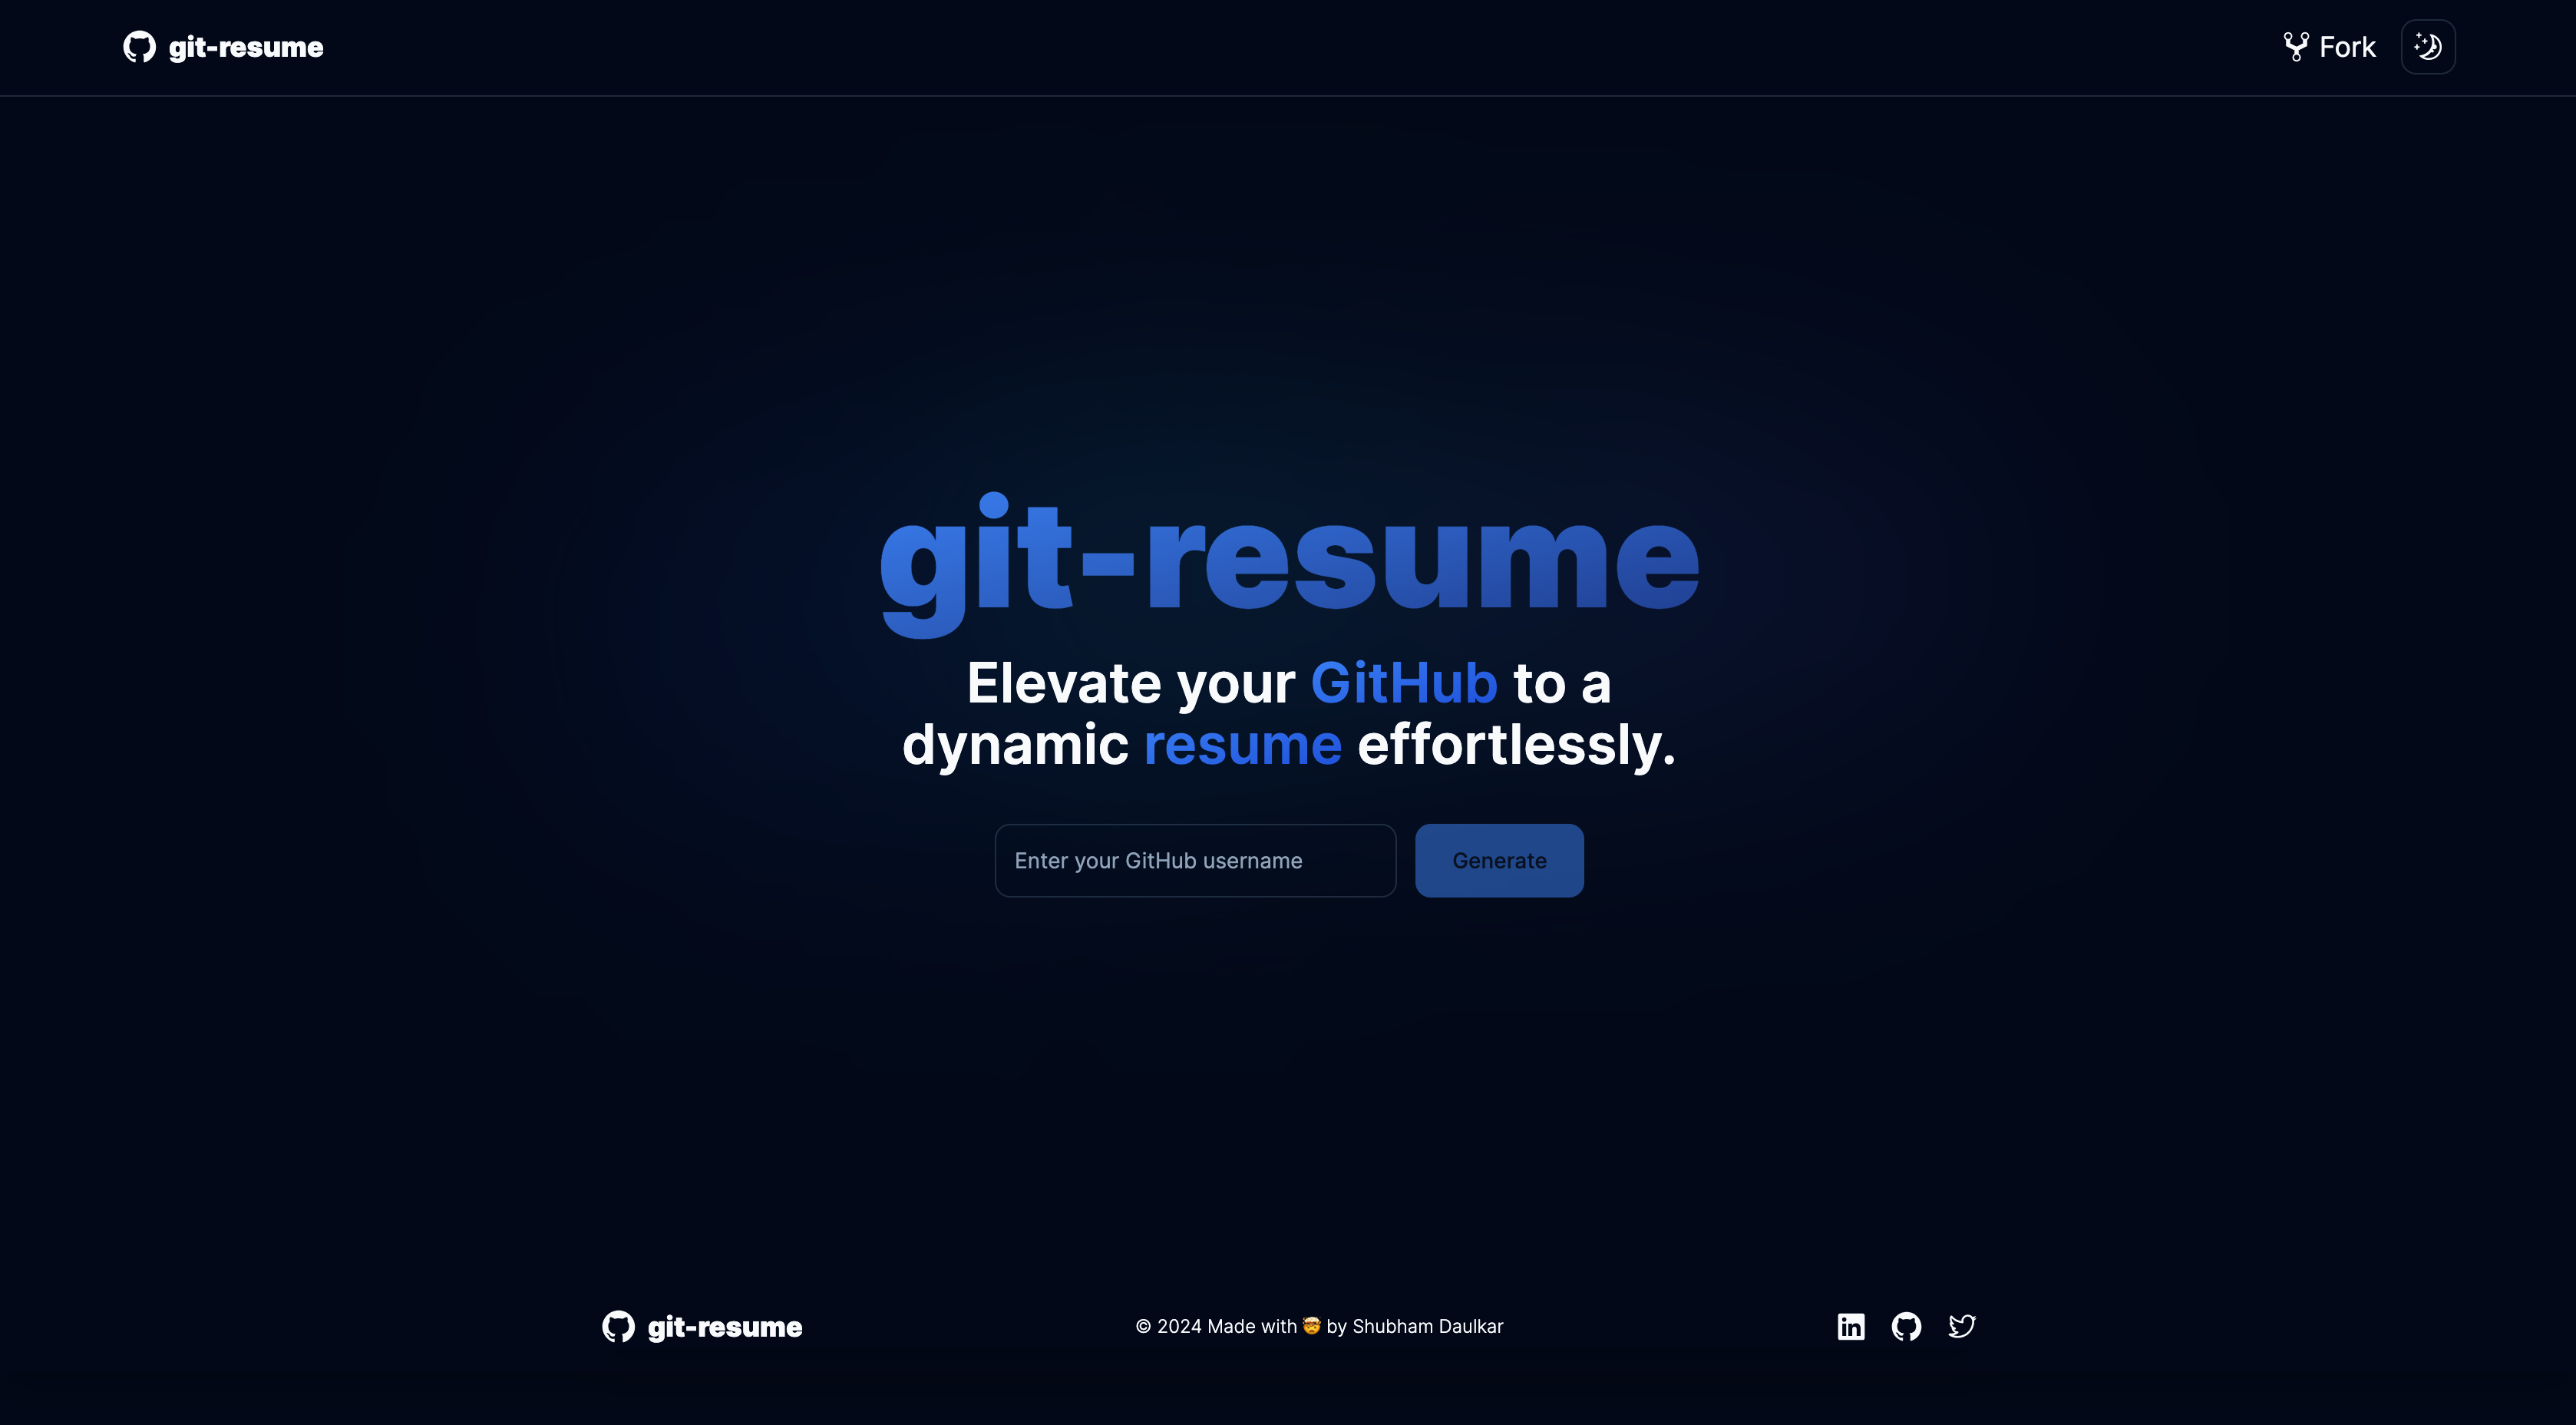 git-resume
Fork
git-resume
Elevate your GitHub to a
dynamic resume effortlessly.
Enter your GitHub username
Generate
git-resume
© 2024 Made with 🤯 by Shubham Daulkar
in